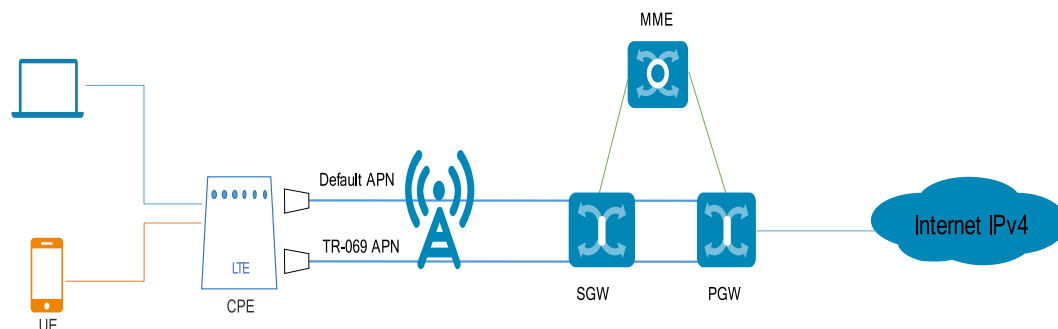 MME
Default APN
TR-069 APN
LTE
CPE
UE
SGW
PGW
Internet IPv4